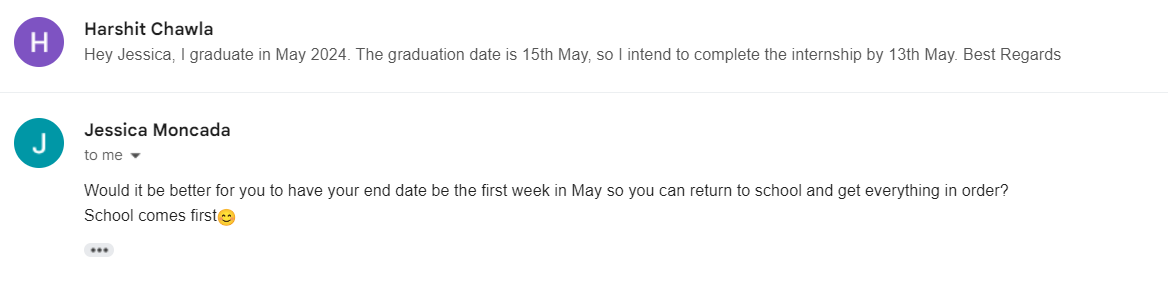 H
Harshit Chawla
Hey Jessica, I graduate in May 2024. The graduation date is 15th May, so I intend to complete the internship by 13th May. Best Regards
J
Jessica Moncada
to me
Would it be better for you to have your end date be the first week in May so you can return to school and get everything in order?
School comes first😊